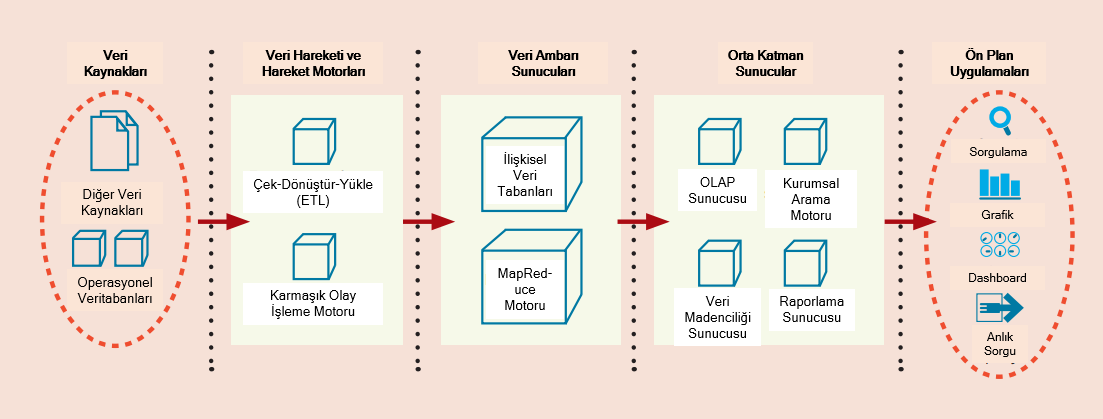 Veri
Kaynakları
Diğer Veri
Kaynakları
Operasyonel
Veritabanları
Veri Hareketi ve
Hareket Motorları
Çek-Dönüştür-Yükle
(ETL)
Karmaşık Olay
İşleme Motoru
Veri Ambarı
Sunucuları
İlişkisel
Veri
Tabanları
MapRed-
uce
Motoru
Orta Katman
Sunucular
OLAP
Sunucusu
Kurumsal
Arama
Motoru
Veri
Madenciliği
Sunucusu
Raporlama
Sunucusu
Ön Plan
Uygulamaları
Sorgulama
Grafik
Dashboard
Anlık
Sorgu